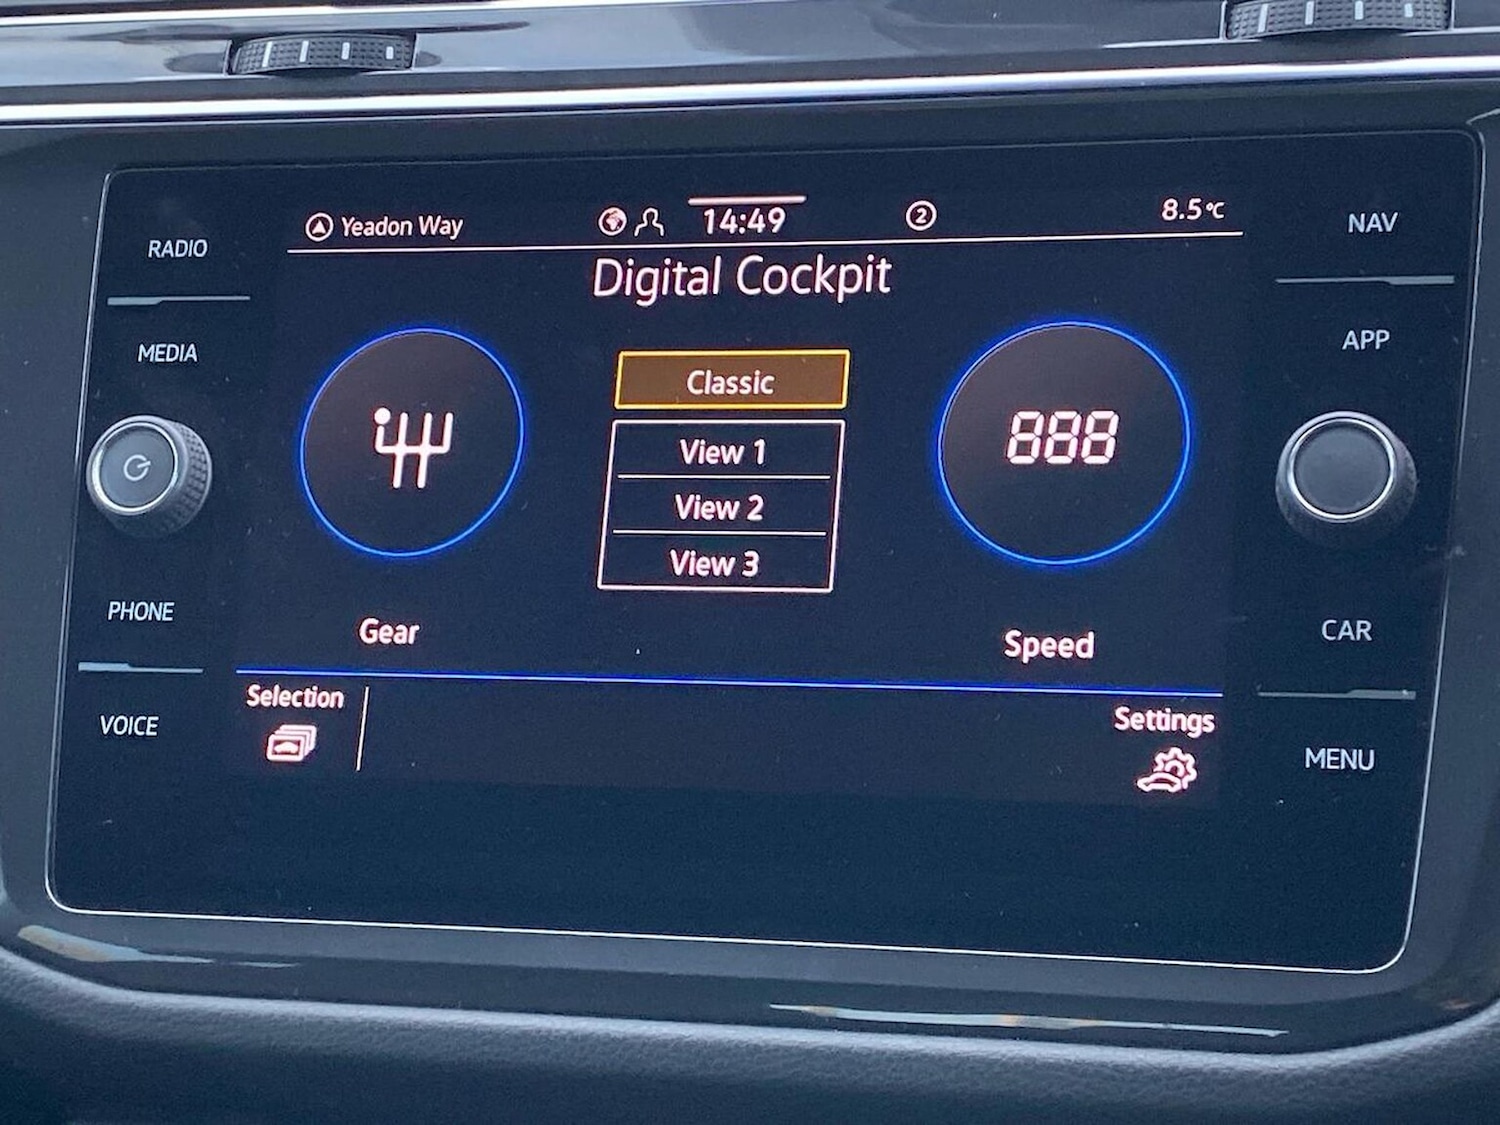 RADIO
MEDIA
PHONE
VOICE
Yeadon Way
14:49
2
8.5°C
Digital Cockpit
Classic
View 1
View 2
View 3
888
Gear
Speed
Selection
Settings
NAV
APP
CAR
MENU